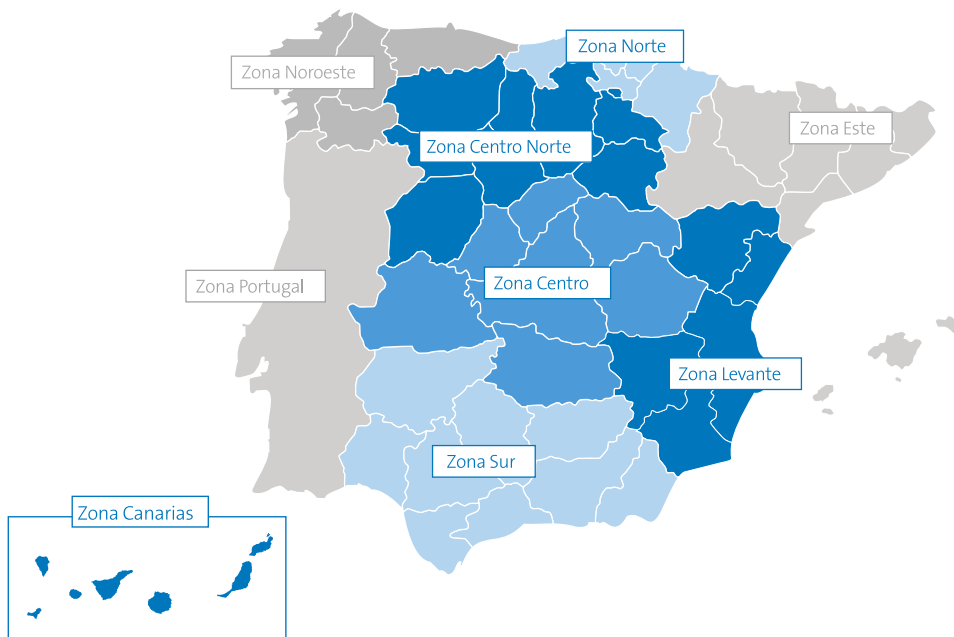 Zona Norte
Zona Noroeste
Zona Este
Zona Centro Norte
Zona Portugal
Zona Centro
Zona Levante
Zona Sur
Zona Canarias